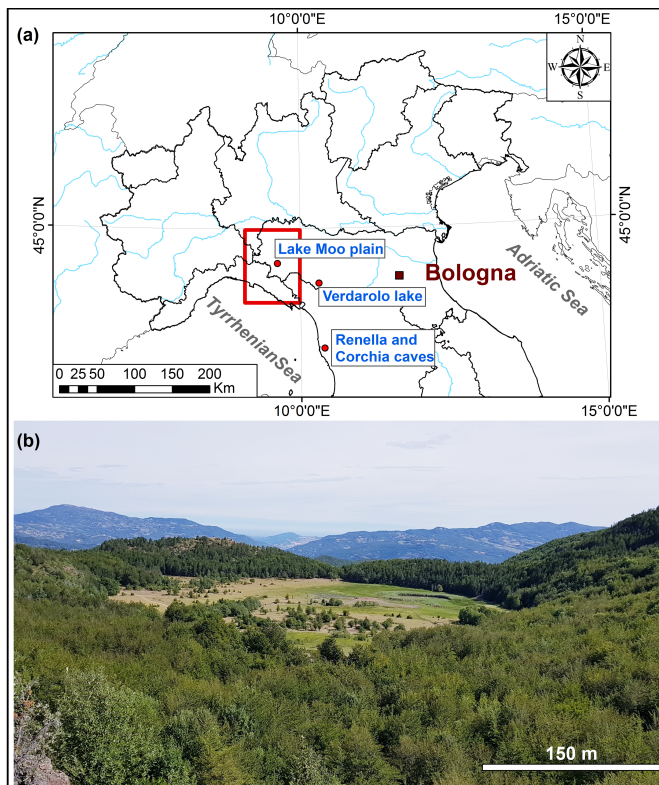 (a)
10°0'0"E
15°0'0"E
N
W
E
S
45°0'0"N
45°0'0"N
Lake Moo plain
Bologna
Verdarolo lake
Adriatic Sea
TyrrhenianSea
Renella and
Corchia caves
0 25 50 100 150 200
Km
10°0'0"E
15°0'0"E
(b)
150 m